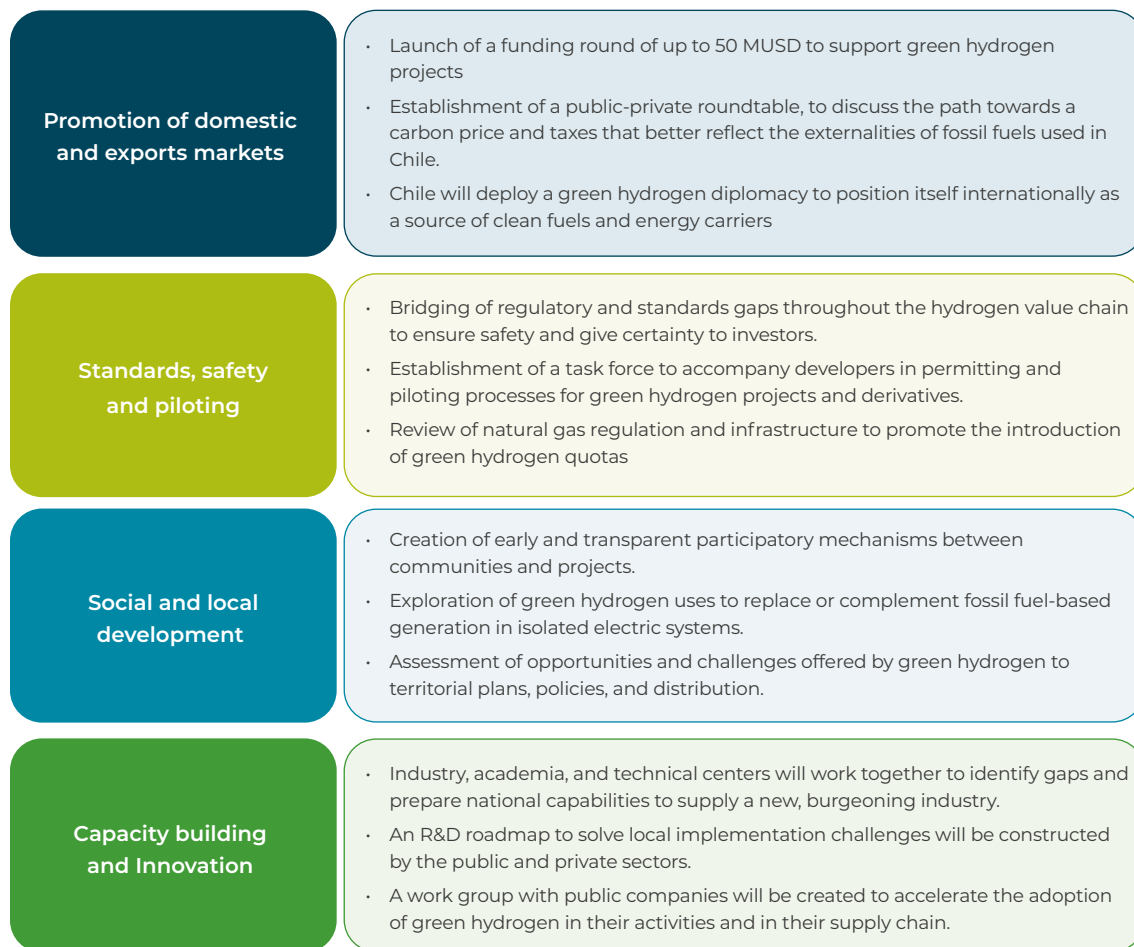 Promotion of domestic
and exports markets
• Launch of a funding round of up to 50 MUSD to support green hydrogen
projects
• Establishment of a public-private roundtable, to discuss the path towards a
carbon price and taxes that better reflect the externalities of fossil fuels used in
Chile.
• Chile will deploy a green hydrogen diplomacy to position itself internationally as
a source of clean fuels and energy carriers
Standards, safety
and piloting
• Bridging of regulatory and standards gaps throughout the hydrogen value chain
to ensure safety and give certainty to investors.
• Establishment of a task force to accompany developers in permitting and
piloting processes for green hydrogen projects and derivatives.
• Review of natural gas regulation and infrastructure to promote the introduction
of green hydrogen quotas
Social and local
development
• Creation of early and transparent participatory mechanisms between
communities and projects.
• Exploration of green hydrogen uses to replace or complement fossil fuel-based
generation in isolated electric systems.
• Assessment of opportunities and challenges offered by green hydrogen to
territorial plans, policies, and distribution.
Capacity building
and Innovation
• Industry, academia, and technical centers will work together to identify gaps and
prepare national capabilities to supply a new, burgeoning industry.
• An R&D roadmap to solve local implementation challenges will be constructed
by the public and private sectors.
• A work group with public companies will be created to accelerate the adoption
of green hydrogen in their activities and in their supply chain.